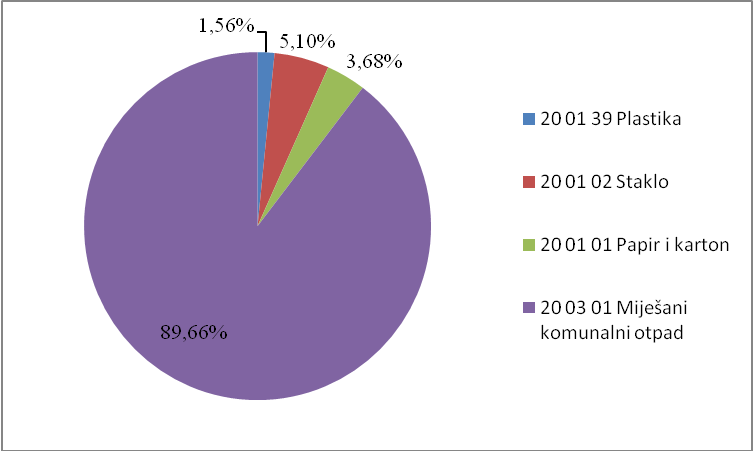 1,56%
5,10%
3,68%
89,66%
20 01 39 Plastika
20 01 02 Staklo
20 01 01 Papir i karton
20 03 01 Miješani
komunalni otpad